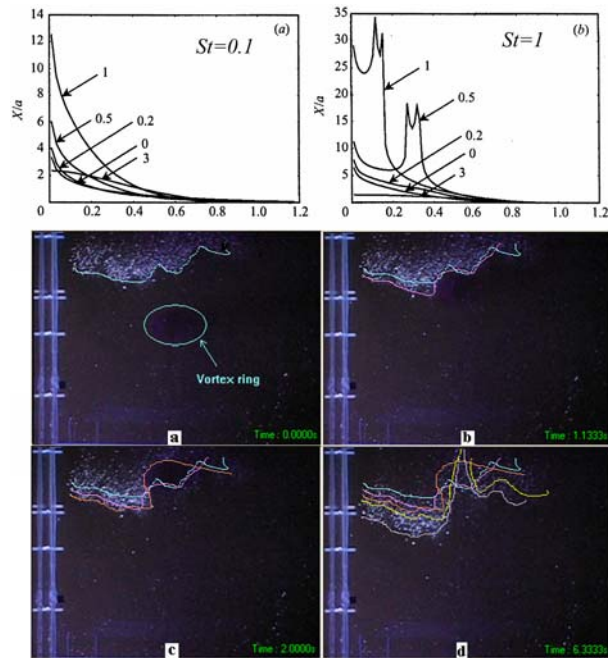 (a)
St=0.1
14
12
10
8
6
4
2
0
X/a
1
0.5
0.2
0
3
0 0.2 0.4 0.6 0.8 1.0 1.2
(b)
St=1
35
30
25
20
15
10
5
0
X/a
1
0.5
0.2
0
3
0 0.2 0.4 0.6 0.8 1.0 1.2
Vortex ring
a
Time : 0.0000s
b
Time : 1.1333s
c
Time : 2.0000s
d
Time : 6.3333s